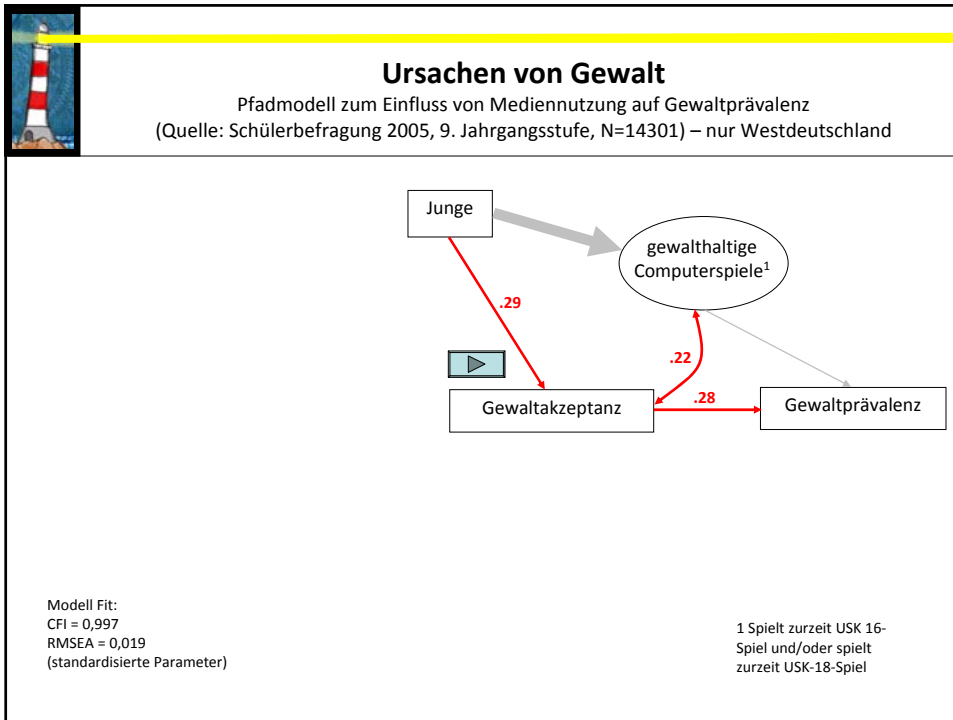 Ursachen von Gewalt
Pfadmodell zum Einfluss von Mediennutzung auf Gewaltprävalenz
(Quelle: Schülerbefragung 2005, 9. Jahrgangsstufe, N=14301) – nur Westdeutschland
Junge
gewalthaltige
Computerspiele¹
.29
.22
Gewaltakzeptanz
.28
Gewaltprävalenz
Modell Fit:
CFI = 0,997
RMSEA = 0,019
(standardisierte Parameter)
1 Spielt zurzeit USK 16-
Spiel und/oder spielt
zurzeit USK-18-Spiel